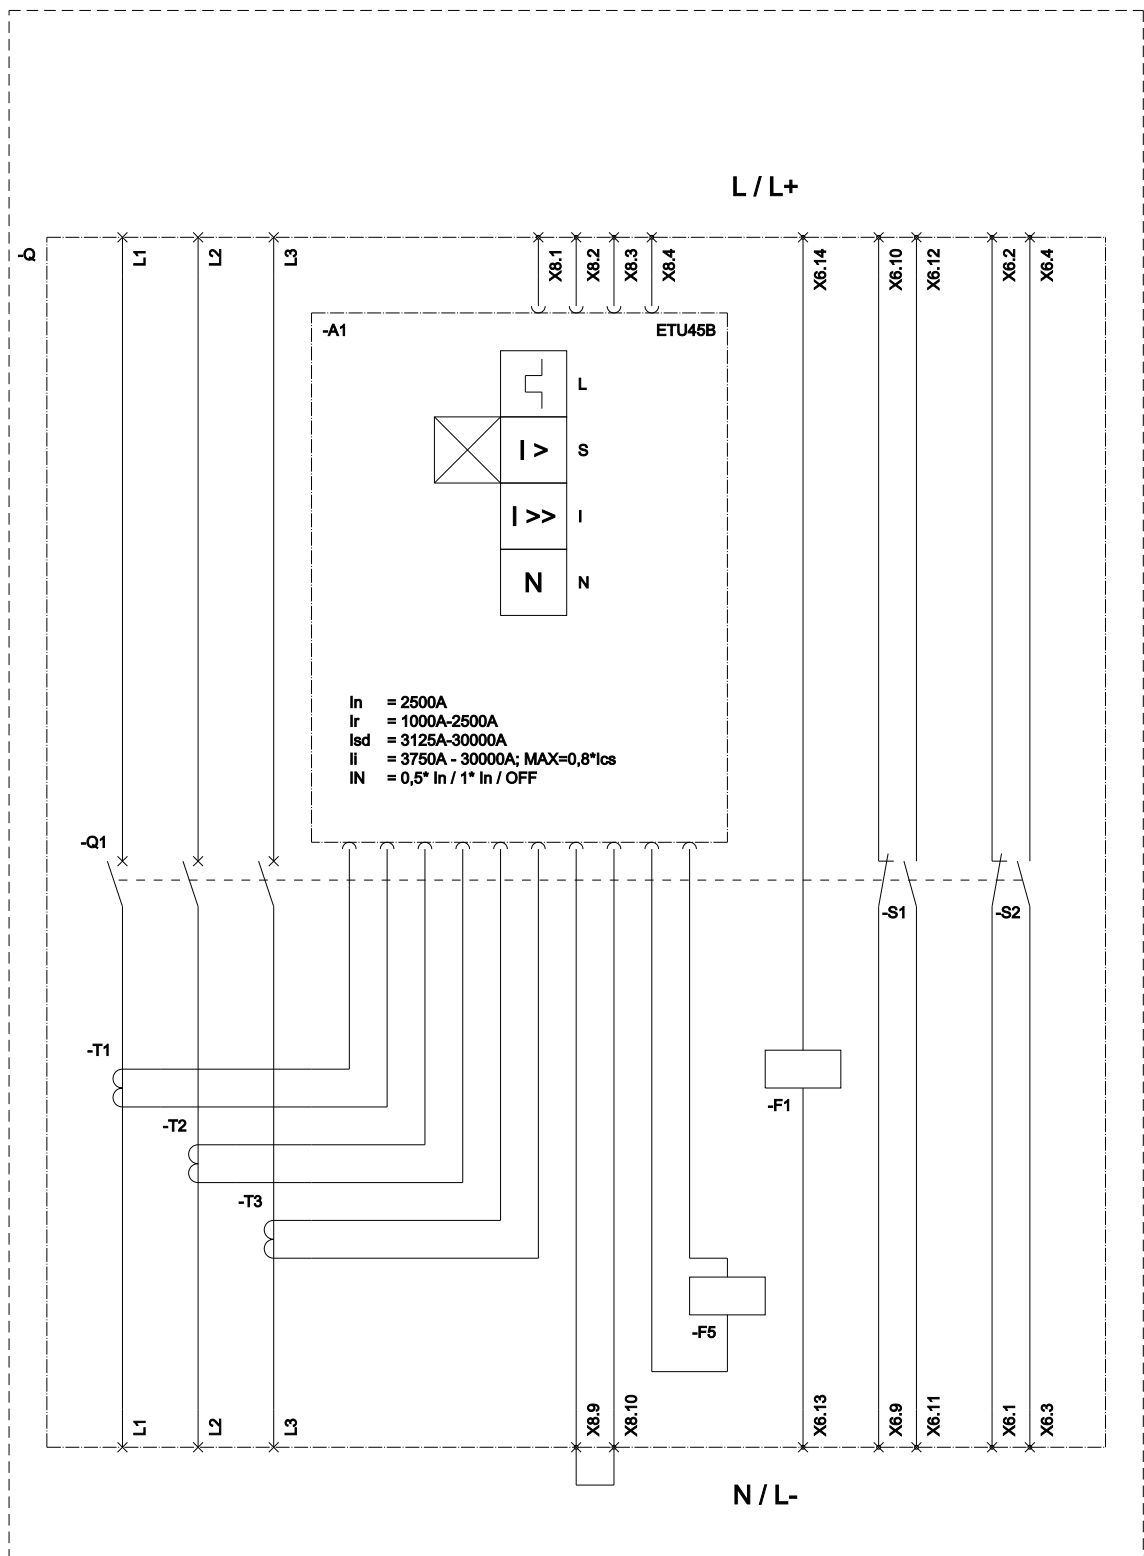 L / L+
-Q
L1
L2
L3
X8.1
X8.2
X8.3
X8.4
X6.14
X6.10
X6.12
X6.2
X6.4
-A1
ETU45B
L
I > S
I >> I
N N
In = 2500A
Ir = 1000A-2500A
Isd = 3125A-30000A
Ii = 3750A - 30000A; MAX=0,8*Ics
IN = 0,5* In / 1* In / OFF
-Q1
-S1
-S2
-T1
-F1
-T2
-T3
-F5
L1
L2
L3
X8.9
X8.10
X6.13
X6.9
X6.11
X6.1
X6.3
N / L-